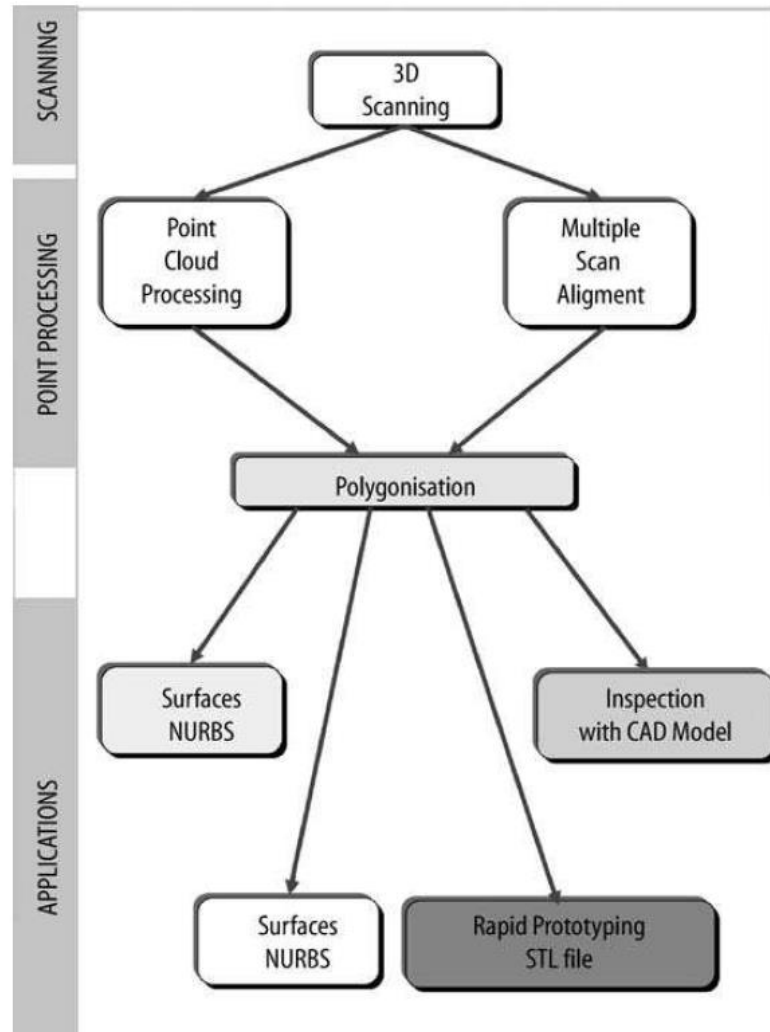 SCANNING
3D
Scanning
POINT PROCESSING
Point
Cloud
Processing
Multiple
Scan
Aligment
Polygonisation
APPLICATIONS
Surfaces
NURBS
Inspection
with CAD Model
Surfaces
NURBS
Rapid Prototyping
STL file